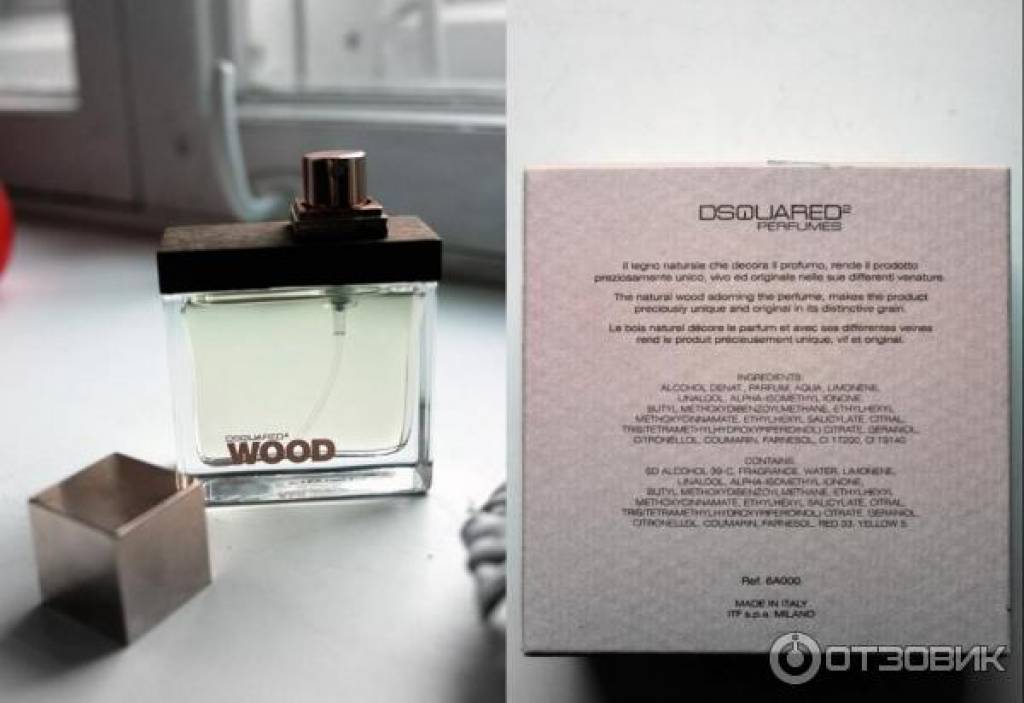 DSQUARED²
WOOD
DSQUARED²
PERFUMES
Il legno naturale che decora il profumo, rende il prodotto
preziosamente unico, vivo ed originale nelle sue differenti venature.
The natural wood adorning the perfume, makes the product
preciously unique and original in its distinctive grain.
Le bois naturel décore le parfum et avec ses différentes veines
rend le produit précieusement unique, vif et original.
INGREDIENTS:
ALCOHOL DENAT., PARFUM, AQUA, LIMONENE,
LINALOOL, ALPHA-ISOMETHYL IONONE,
BUTYL METHOXYDIBENZOYLMETHANE, ETHYLHEXYL
METHOXYCINNAMATE, ETHYLHEXYL SALICYLATE, CITRAL,
TRIS(TETRAMETHYLHYDROXYPIPERIDINOL) CITRATE, GERANIOL,
CITRONELLOL, COUMARIN, FARNESOL, CI 17200, CI 19140
CONTAINS:
SD ALCOHOL 39-C, FRAGRANCE, WATER, LIMONENE,
LINALOOL, ALPHA-ISOMETHYL IONONE,
BUTYL METHOXYDIBENZOYLMETHANE, ETHYLHEXYL
METHOXYCINNAMATE, ETHYLHEXYL SALICYLATE, CITRAL,
TRIS(TETRAMETHYLHYDROXYPIPERIDINOL) CITRATE, GERANIOL,
CITRONELLOL, COUMARIN, FARNESOL, RED 33, YELLOW 5
Ref. 6A000
MADE IN ITALY
ITF s.p.a. MILANO
ОТЗОВИК